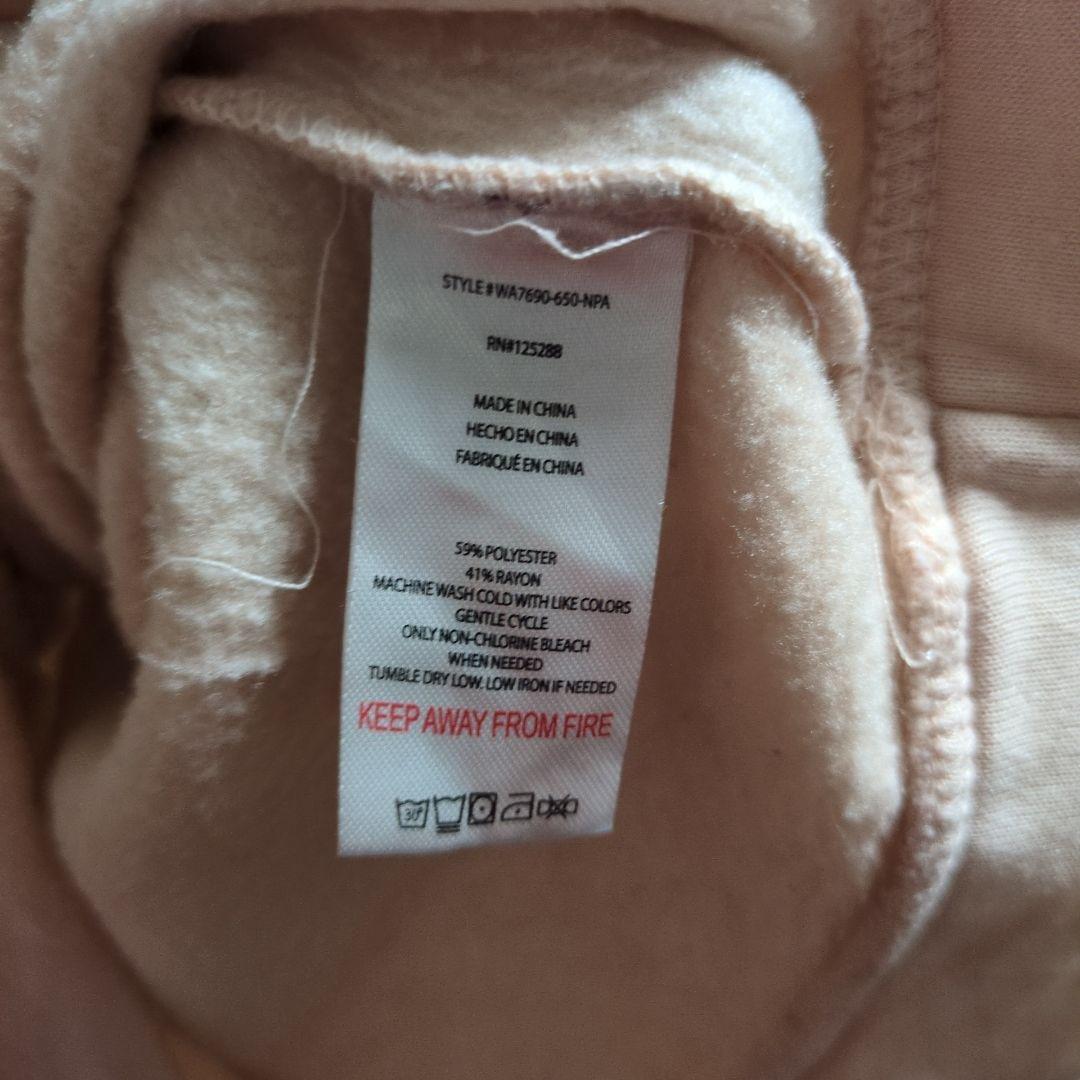 STYLE#WA7690-650-NPA
RN#125288
MADE IN CHINA
HECHO EN CHINA
FABRIQUÉ EN CHINA
59% POLYESTER
41% RAYON
MACHINE WASH COLD WITH LIKE COLORS
GENTLE CYCLE
ONLY NON-CHLORINE BLEACH
WHEN NEEDED
TUMBLE DRY LOW. LOW IRON IF NEEDED
KEEP AWAY FROM FIRE
30°